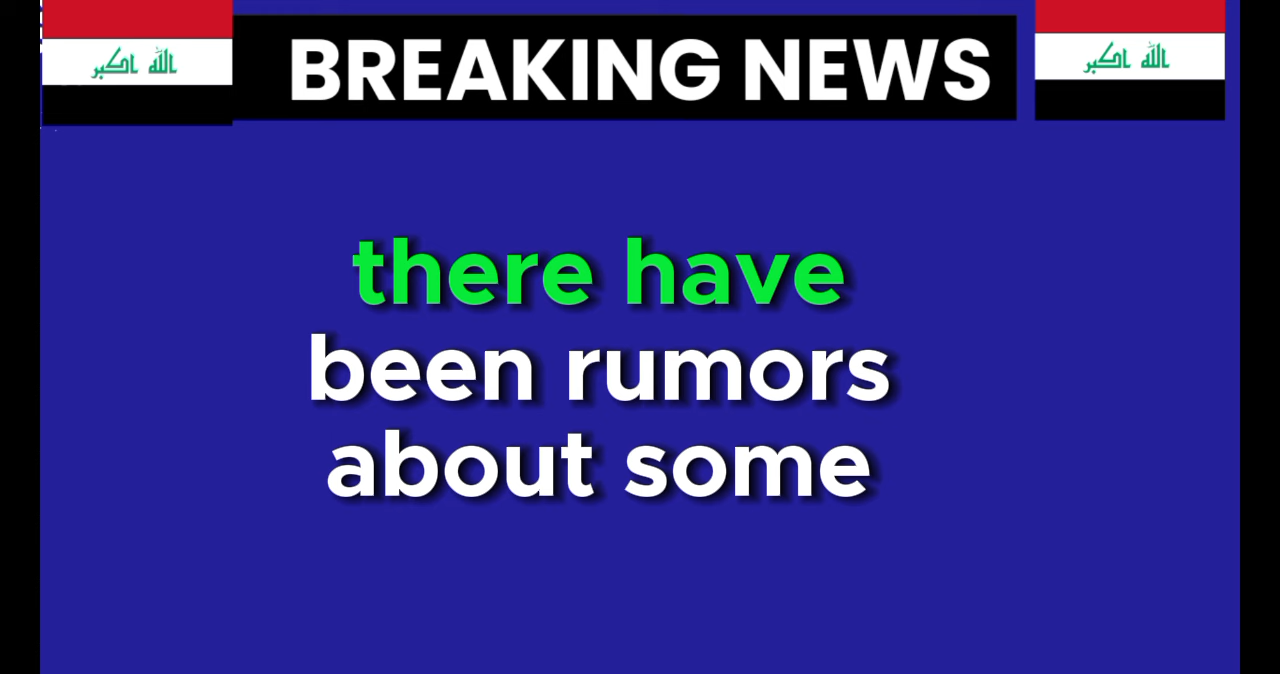 الله اكبر
BREAKING NEWS
الله اكبر
there have
been rumors
about some